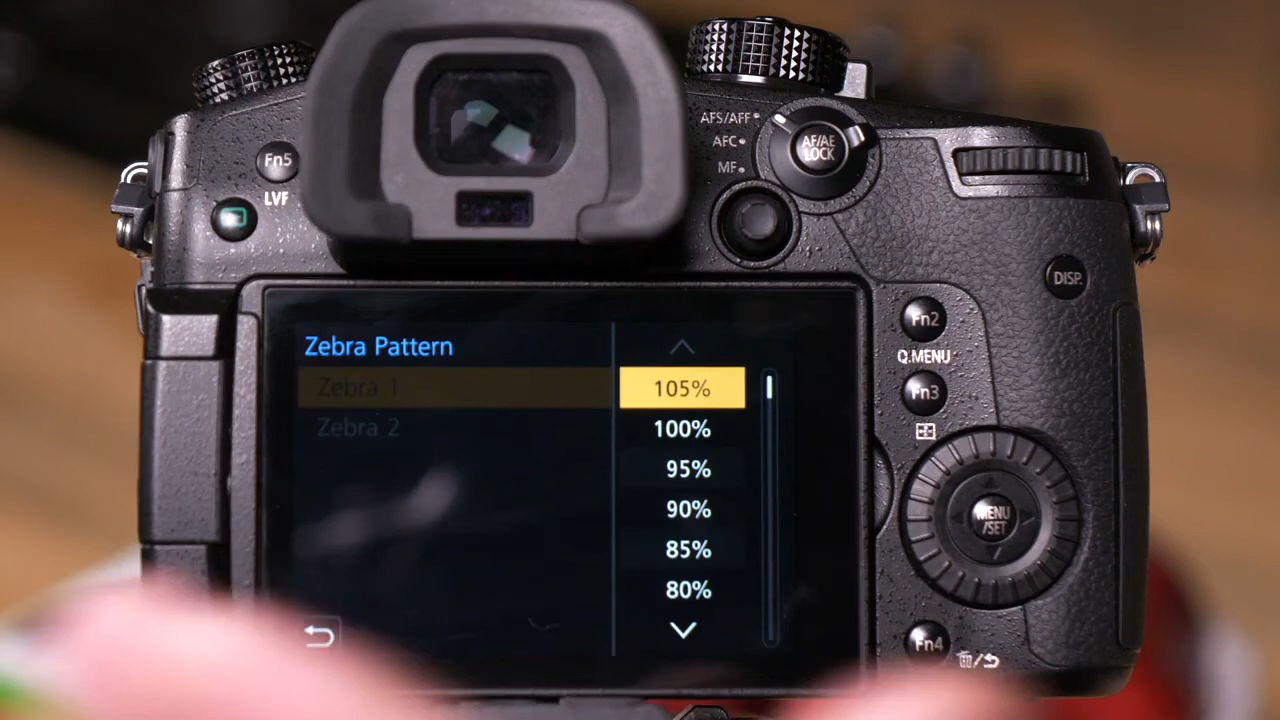 Fn5
LVF
AFS/AFF
AFC
MF
AF/AE
LOCK
DISP.
Fn2
Q.MENU
Fn3
MENU
/SET
Fn4
Zebra Pattern
Zebra 1
Zebra 2
105%
100%
95%
90%
85%
80%